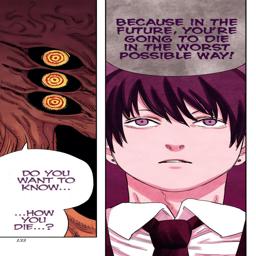 BECAUSE IN THE
FUTURE, YOU'RE
GOING TO DIE
IN THE WORST
POSSIBLE WAY!
DO YOU
WANT TO
KNOW...
...HOW
YOU
DIE...?